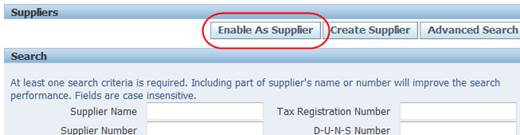 Suppliers
Enable As Supplier Create Supplier Advanced Search
Search
At least one search criteria is required. Including part of supplier's name or number will improve the search
performance. Fields are case insensitive.
Supplier Name Tax Registration Number
Supplier Number D-U-N-S Number